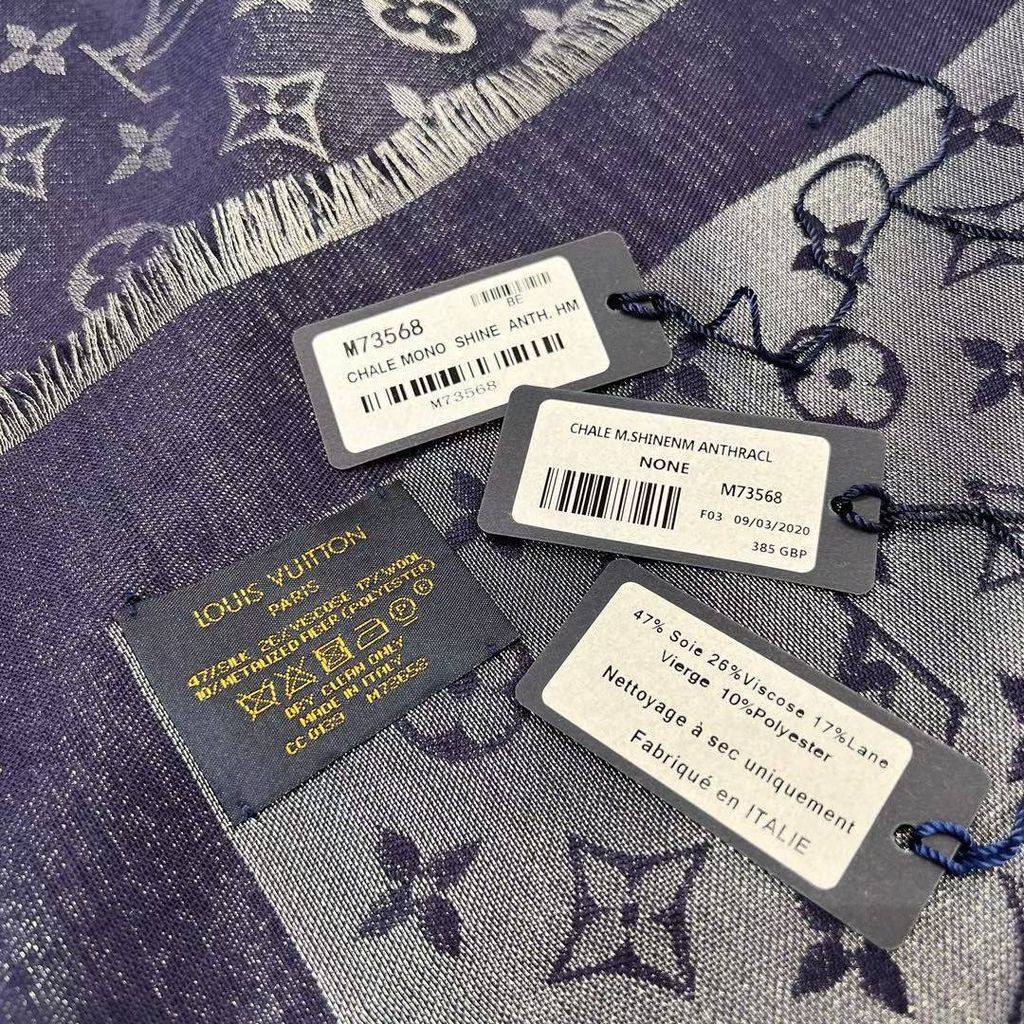 BE
M73568
CHALE MONO SHINE ANTH. HM
M73568
CHALE M.SHINENM ANTHRACL
NONE
M73568
F03 09/03/2020
385 GBP
LOUIS VUITTON
PARIS
47%SILK 26%VISCOSE 17%WOOL
10%METALIZED FIBER (POLYESTER)
P
DRY CLEAN ONLY
MADE IN ITALY
CC 0139
47% Soie 26%Viscose 17%Lane
Vierge 10%Polyester
Nettoyage à sec uniquement
Fabriqué en ITALIE